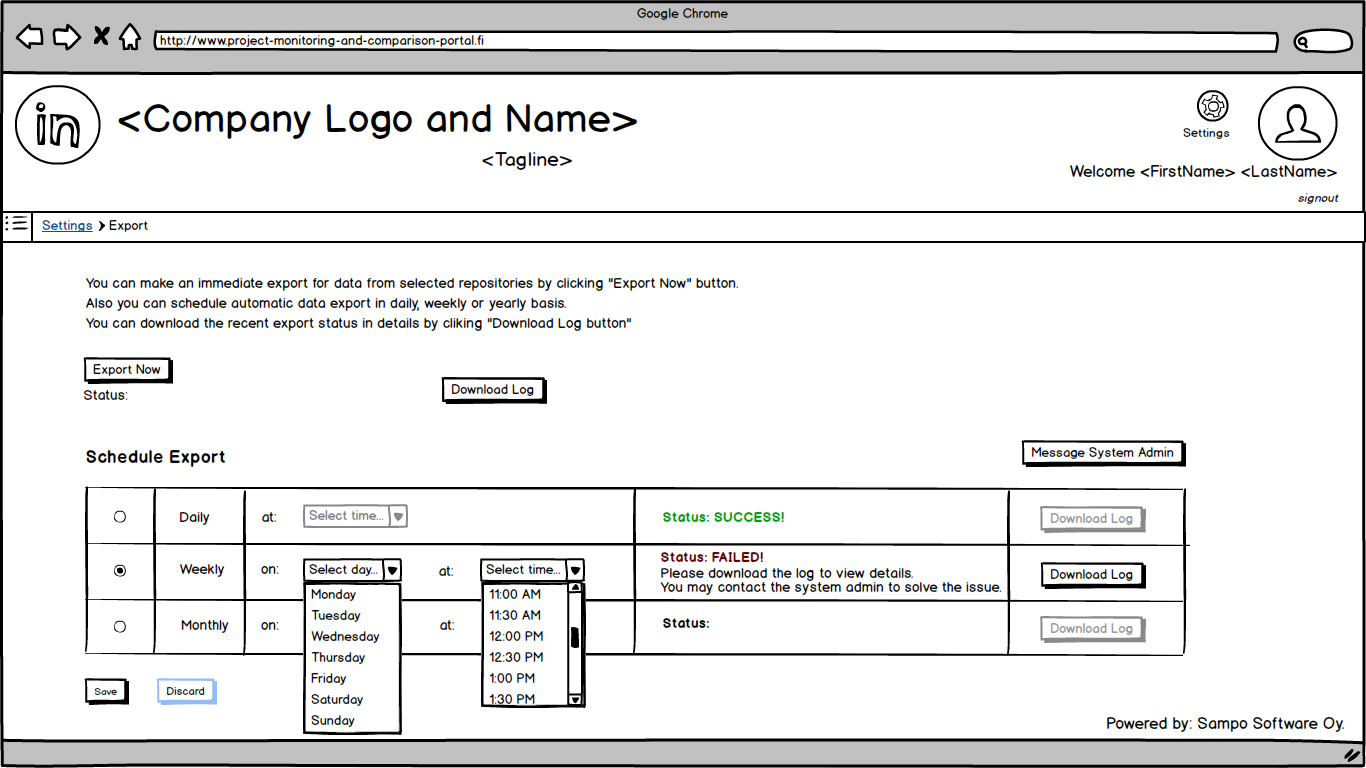 Google Chrome
http://www.project-monitoring-and-comparison-portal.fi
in
<Company Logo and Name>
<Tagline>
Settings
Welcome <FirstName> <LastName>
signout
Settings Export
You can make an immediate export for data from selected repositories by clicking "Export Now" button.
Also you can schedule automatic data export in daily, weekly or yearly basis.
You can download the recent export status in details by cliking "Download Log button"
Export Now
Status:
Download Log
Schedule Export
Message System Admin
Daily at: Select time... Status: SUCCESS! Download Log
Weekly on: Select day... at: Select time... Status: FAILED!
Please download the log to view details.
You may contact the system admin to solve the issue.
Download Log
Monday
Tuesday
Wednesday
Thursday
Friday
Saturday
Sunday
11:00 AM
11:30 AM
12:00 PM
12:30 PM
1:00 PM
1:30 PM
Monthly on: at: Status: Download Log
Save
Discard
Powered by: Sampo Software Oy.